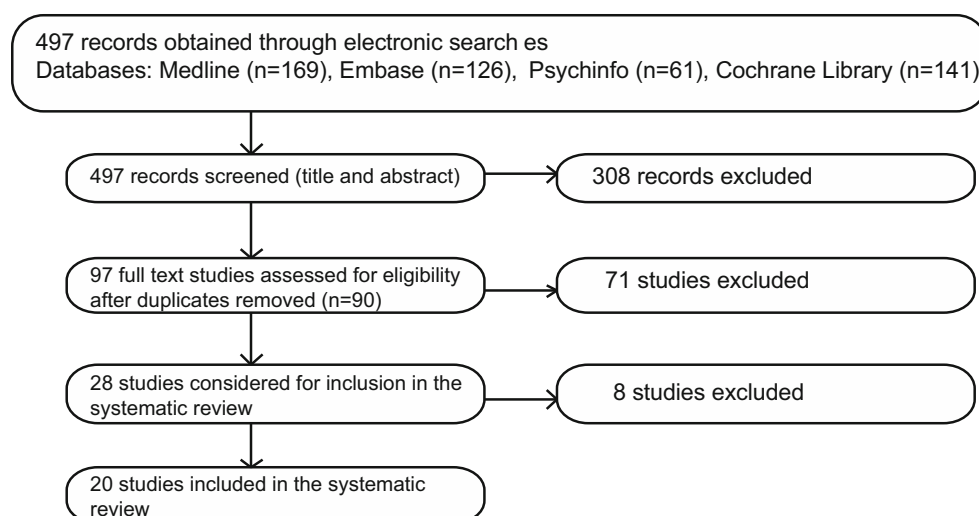 497 records obtained through electronic search es
Databases: Medline (n=169), Embase (n=126), Psychinfo (n=61), Cochrane Library (n=141)
497 records screened (title and abstract)
308 records excluded
97 full text studies assessed for eligibility
after duplicates removed (n=90)
71 studies excluded
28 studies considered for inclusion in the
systematic review
8 studies excluded
20 studies included in the systematic
review